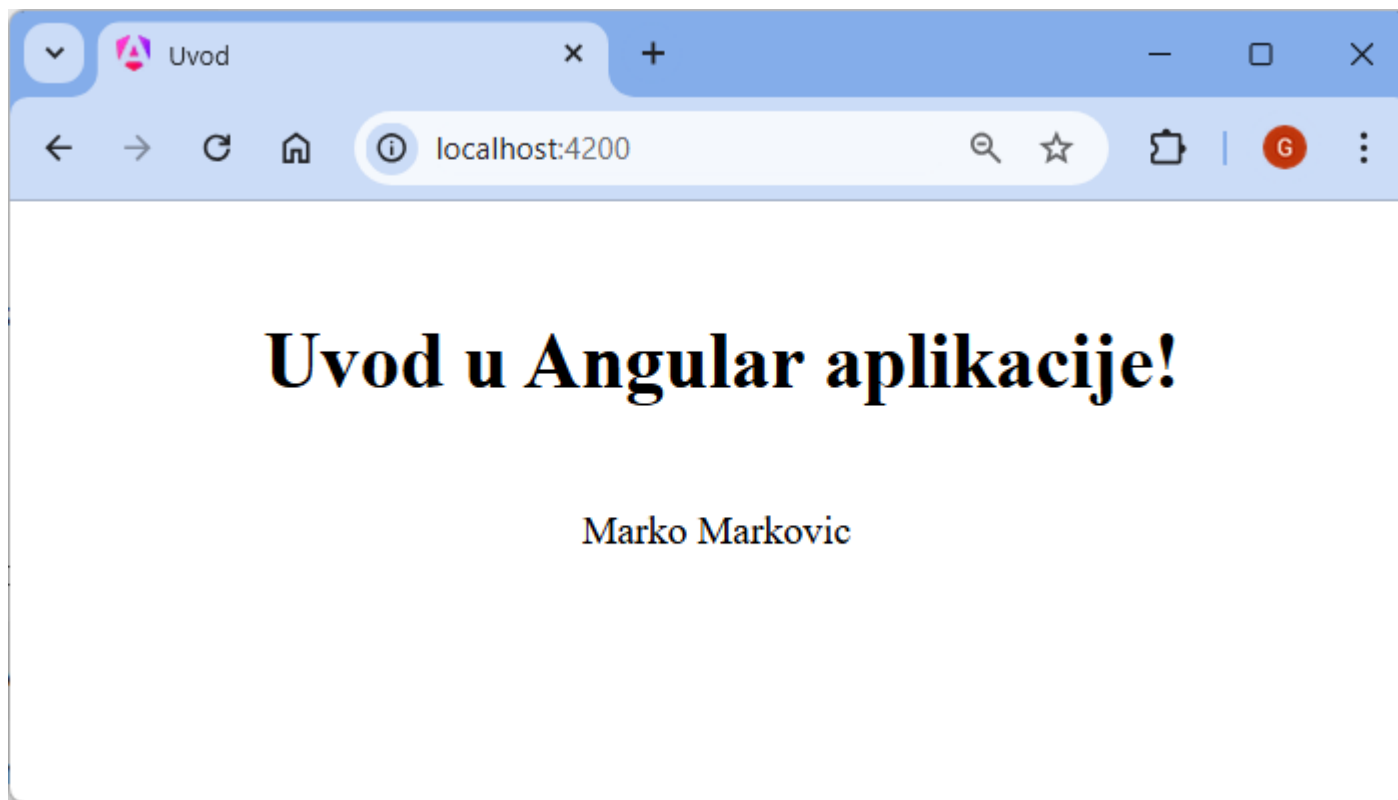 Uvod
localhost:4200
G
Uvod u Angular aplikacije!
Marko Markovic